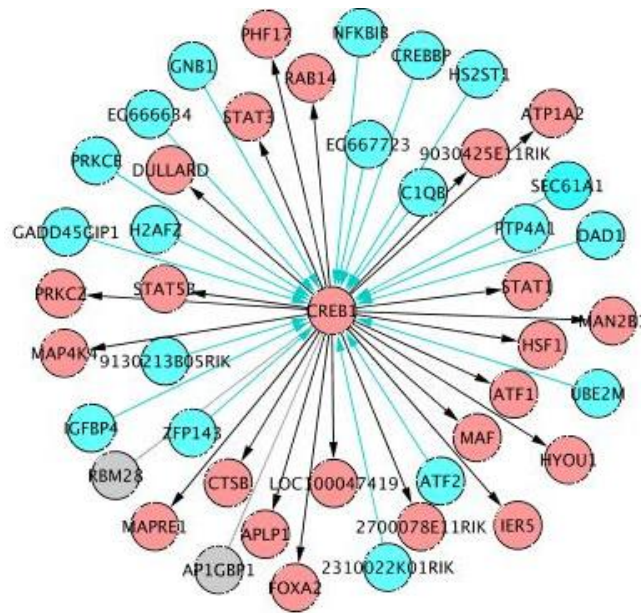 PHF17
NFKBIB
CREBBP
GNB1
RAB14
HS2ST1
EG666634
STAT3
ATP1A2
PRKCE
DULLARD
EG667723
9030425E11RIK
C1QB
SEC61A1
GADD45GIP1
H2AFZ
PTP4A1
DAD1
PRKCZ
STAT5B
CREB1
STAT1
MAN2B1
MAP4K4
9130213B05RIK
HSF1
IGFBP4
ZFP143
ATF1
UBE2M
RBM28
MAF
HYOU1
CTSB
LOC100047419
ATF2
MAPRE1
APLP1
2700078E11RIK
IER5
AP1GBP1
FOXA2
2310022K01RIK